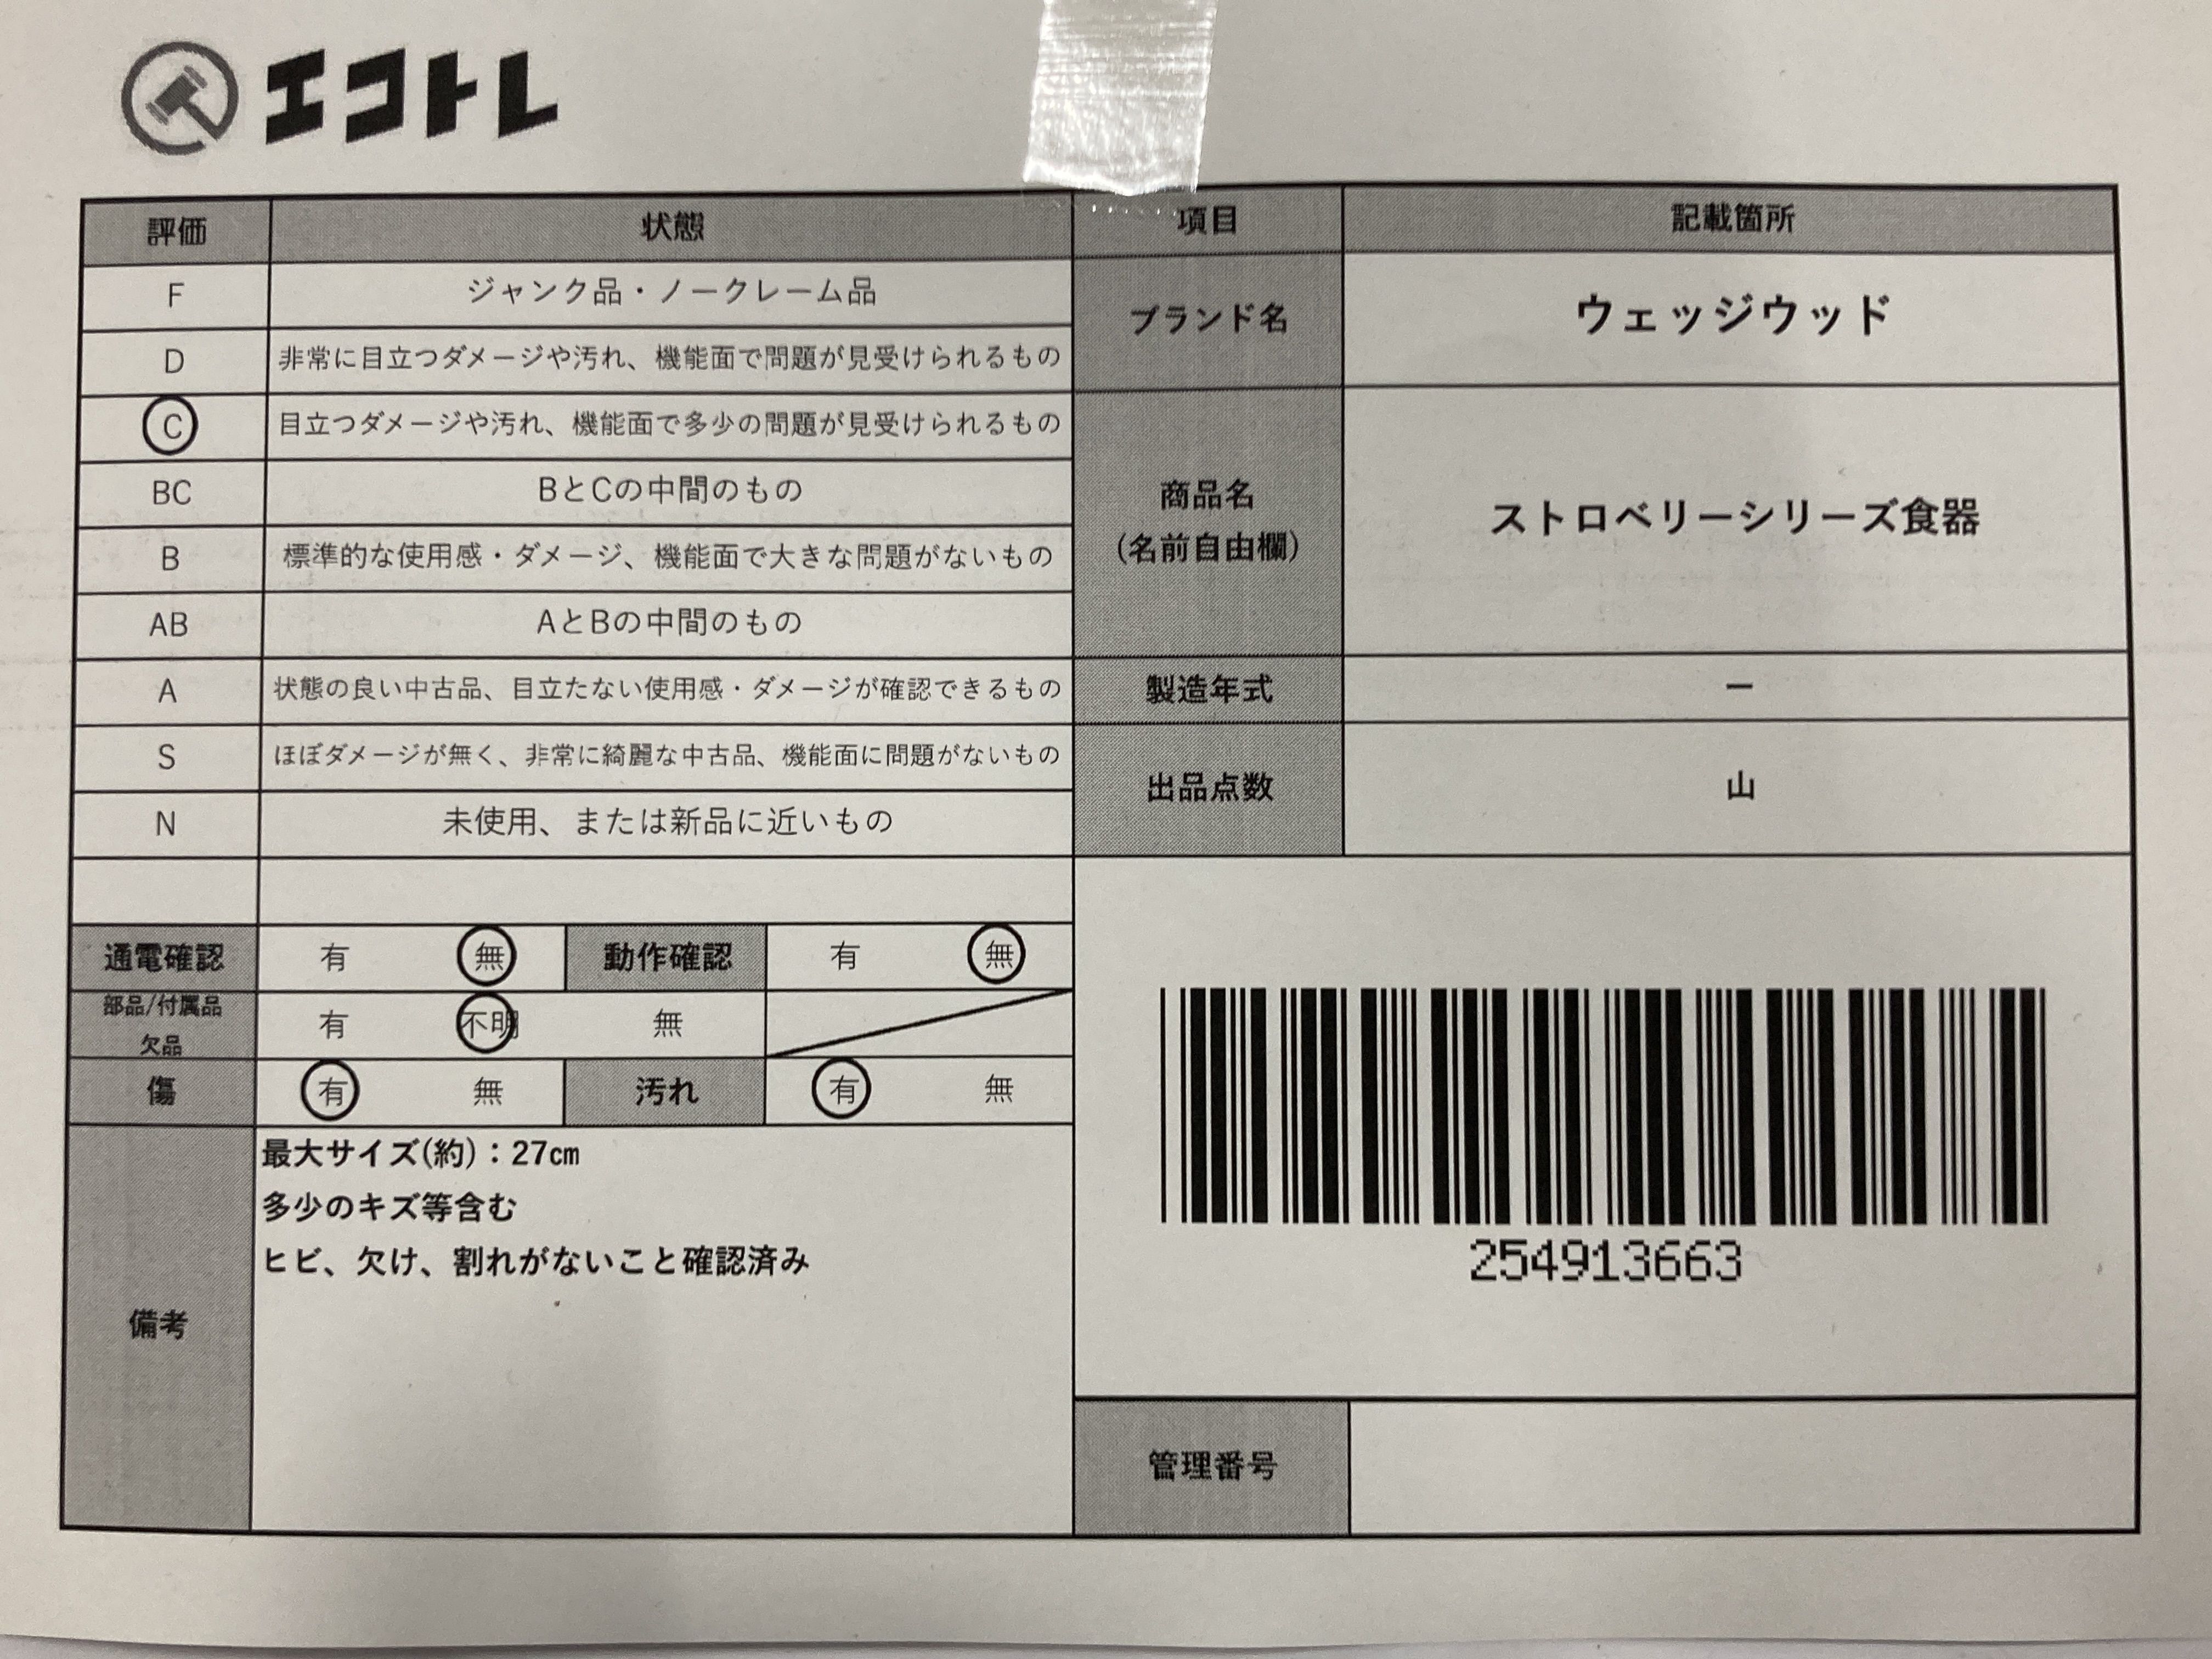 エコトレ
評価 状態 項目 記載箇所
F ジャンク品・ノークレーム品
D 非常に目立つダメージや汚れ、機能面で問題が見受けられるもの
C 目立つダメージや汚れ、機能面で多少の問題が見受けられるもの
BC BとCの中間のもの
B 標準的な使用感・ダメージ、機能面で大きな問題がないもの
AB AとBの中間のもの
A 状態の良い中古品、目立たない使用感・ダメージが確認できるもの
S ほぼダメージが無く、非常に綺麗な中古品、機能面に問題がないもの
N 未使用、または新品に近いもの
ブランド名 ウェッジウッド
商品名
(名前自由欄)
ストロベリーシリーズ食器
製造年式 ー
出品点数 山
通電確認 有 無 動作確認 有 無
部品/付属品
欠品
有 不明 無
傷 有 無 汚れ 有 無
備考
最大サイズ(約)：27㎝
多少のキズ等含む
ヒビ、欠け、割れがないこと確認済み
254913663
管理番号